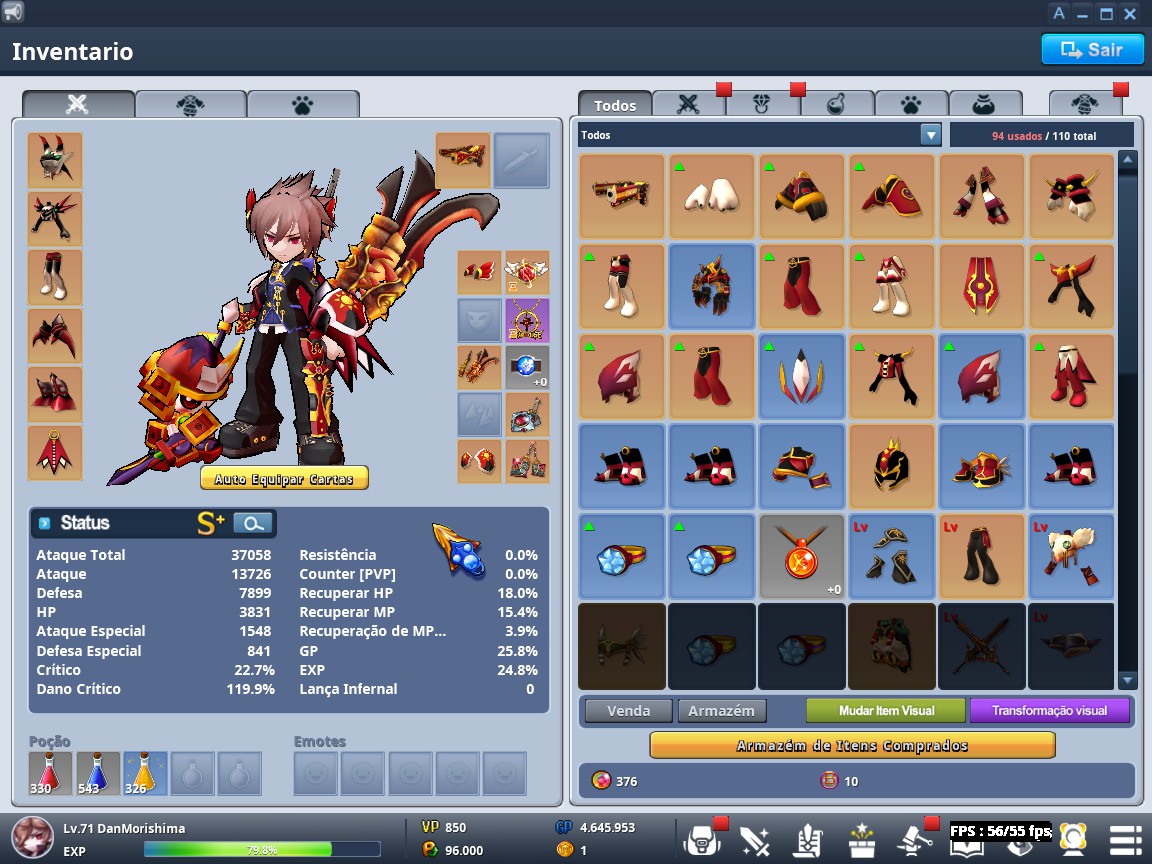 A
Inventario
Sair
Todos
Todos
94 usados / 110 total
+0
Auto Equipar Cartas
Status
S+
Ataque Total 37058
Ataque 13726
Defesa 7899
HP 3831
Ataque Especial 1548
Defesa Especial 841
Crítico 22.7%
Dano Crítico 119.9%
Resistência 0.0%
Counter [PVP] 0.0%
Recuperar HP 18.0%
Recuperar MP 15.4%
Recuperação de MP... 3.9%
GP 25.8%
EXP 24.8%
Lança Infernal 0
+0
Lv
Lv
Lv
Lv
Lv
Venda
Armazém
Mudar Item Visual
Transformação visual
Armazém de Itens Comprados
376
10
Poção
330
543
326
Emotes
Lv.71 DanMorishima
EXP
79.8%
VP 850
96.000
GP 4.645.953
1
FPS : 56/55 fps